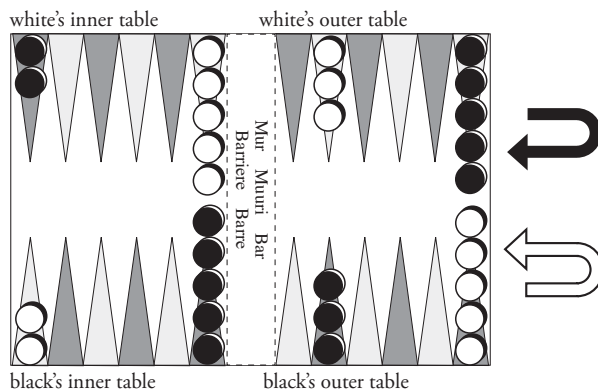 white's inner table
white's outer table
Mur Muuri Bar
Barriere Barre
black's inner table
black's outer table